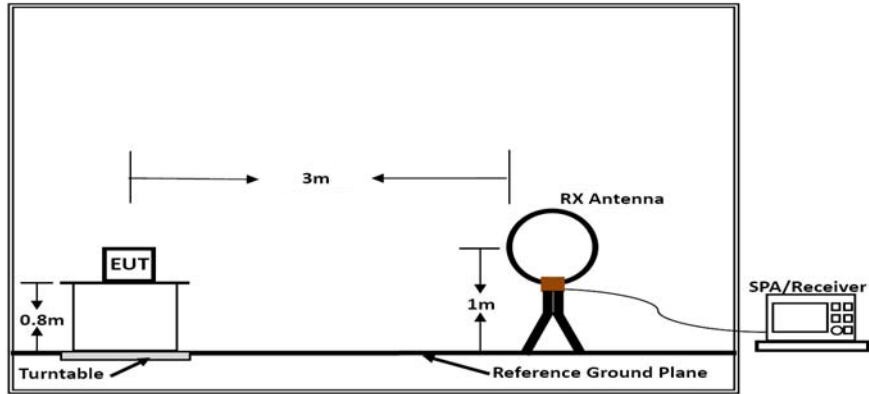 3m
RX Antenna
EUT
SPA/Receiver
1m
0.8m
Turntable
Reference Ground Plane